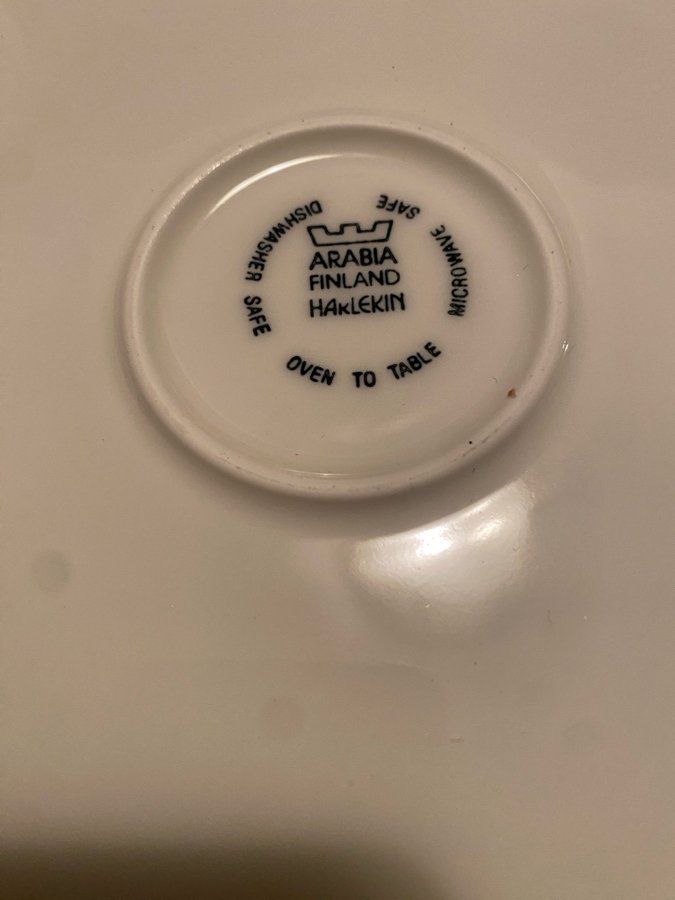 ARABIA
FINLAND
HARLEKIN
DISHWASHER SAFE
OVEN TO TABLE
MICROWAVE SAFE